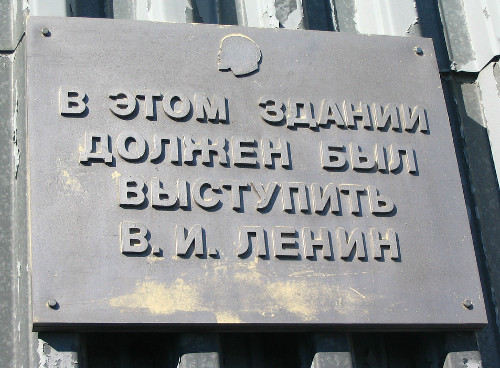 В ЭТОМ ЗДАНИИ
ДОЛЖЕН БЫЛ
ВЫСТУПИТЬ
В. И. ЛЕНИН